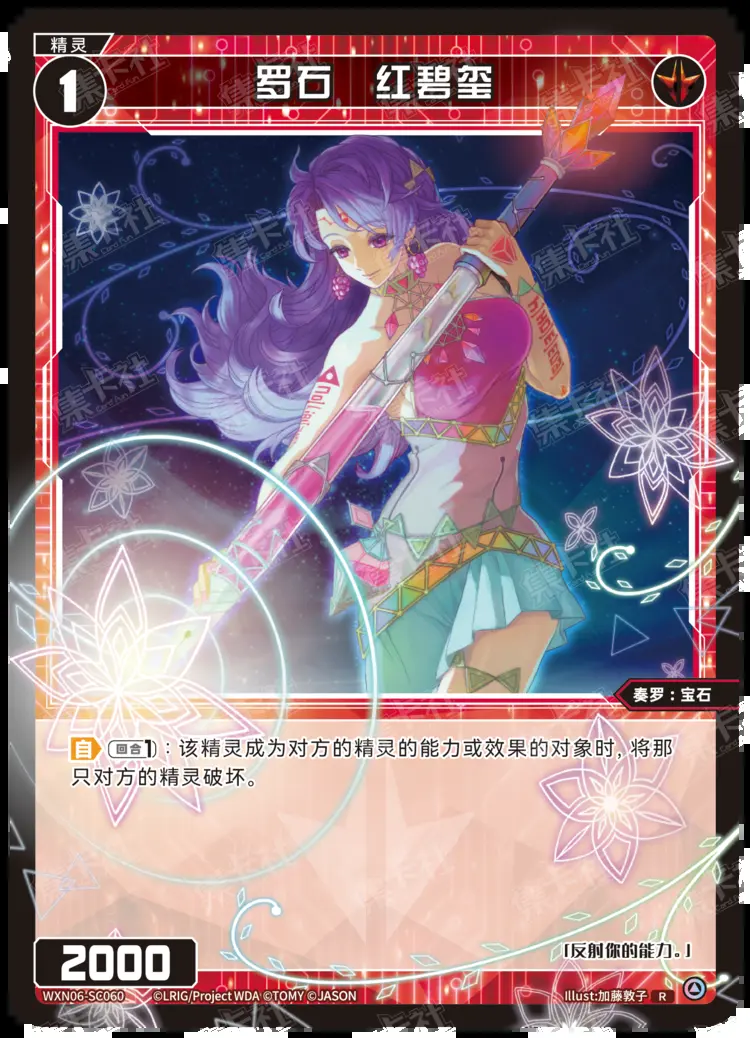 精灵
1
罗石 红碧玺
奏罗：宝石
自 回合1：该精灵成为对方的精灵的能力或效果的对象时，将那
只对方的精灵破坏。
「反射你的能力。」
2000
WXN06-SC060 ©LRIG/Project WDA ©TOMY ©JASON Illust:加藤敦子 R
集卡社